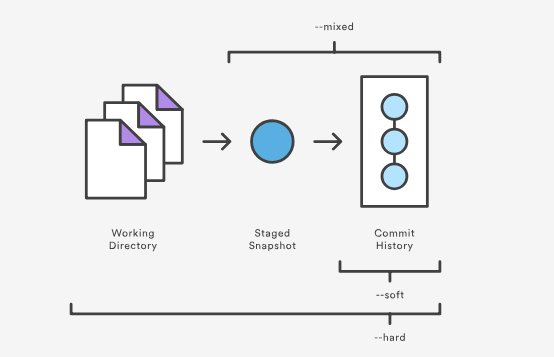 --mixed
Working
Directory
Staged
Snapshot
Commit
History
--soft
--hard